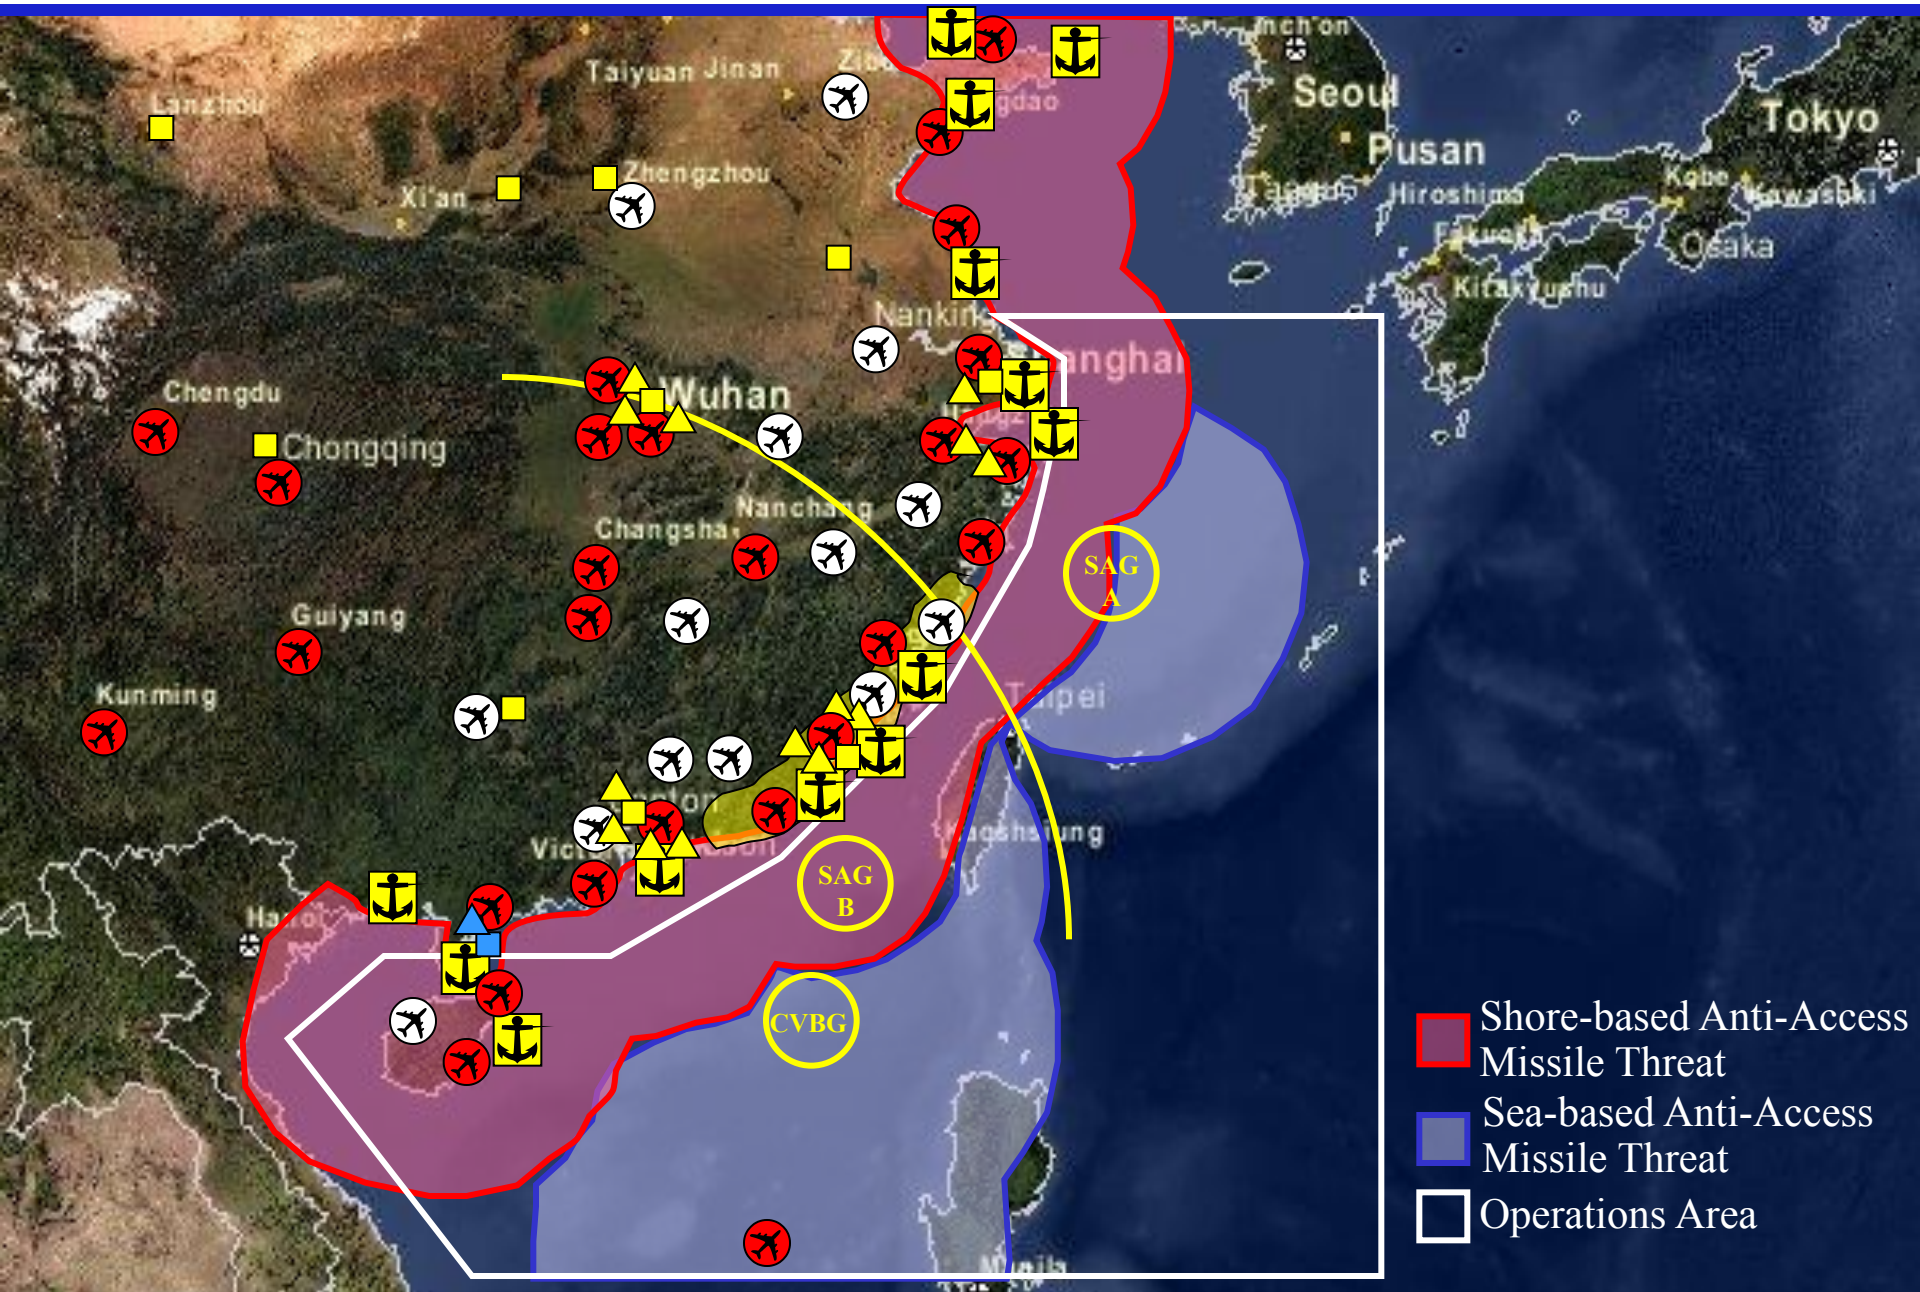 Taiyuan
Jinan
Lanzhou
Seoul
Tokyo
Pusan
Zhengzhou
Xi'an
Hiroshima
Kobe
Kawasaki
Osaka
Kitakyushu
Nanking
Chengdu
Wuhan
Chongqing
Nanchang
Changsha
SAG
A
Guiyang
Kunming
SAG
B
CVBG
Manila
Shore-based Anti-Access
Missile Threat
Sea-based Anti-Access
Missile Threat
Operations Area